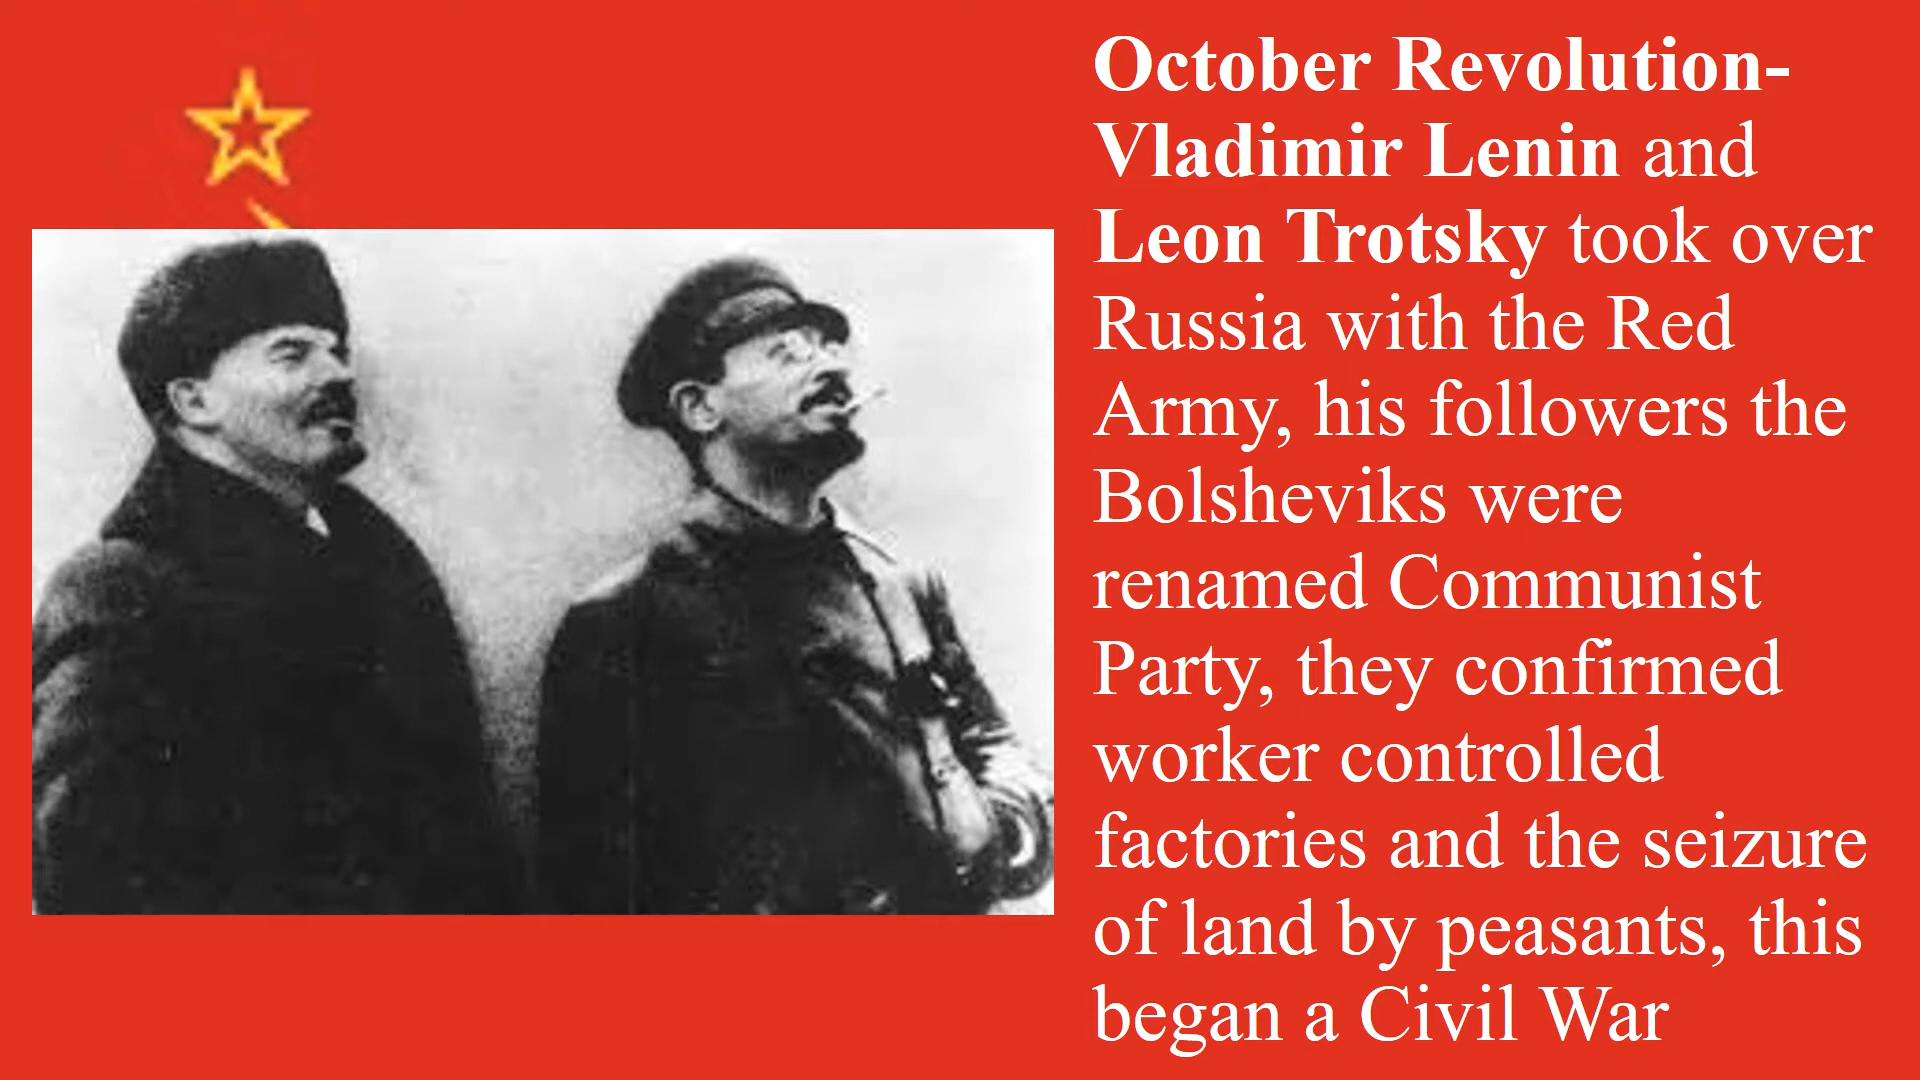 October Revolution-
Vladimir Lenin and
Leon Trotsky took over
Russia with the Red
Army, his followers the
Bolsheviks were
renamed Communist
Party, they confirmed
worker controlled
factories and the seizure
of land by peasants, this
began a Civil War